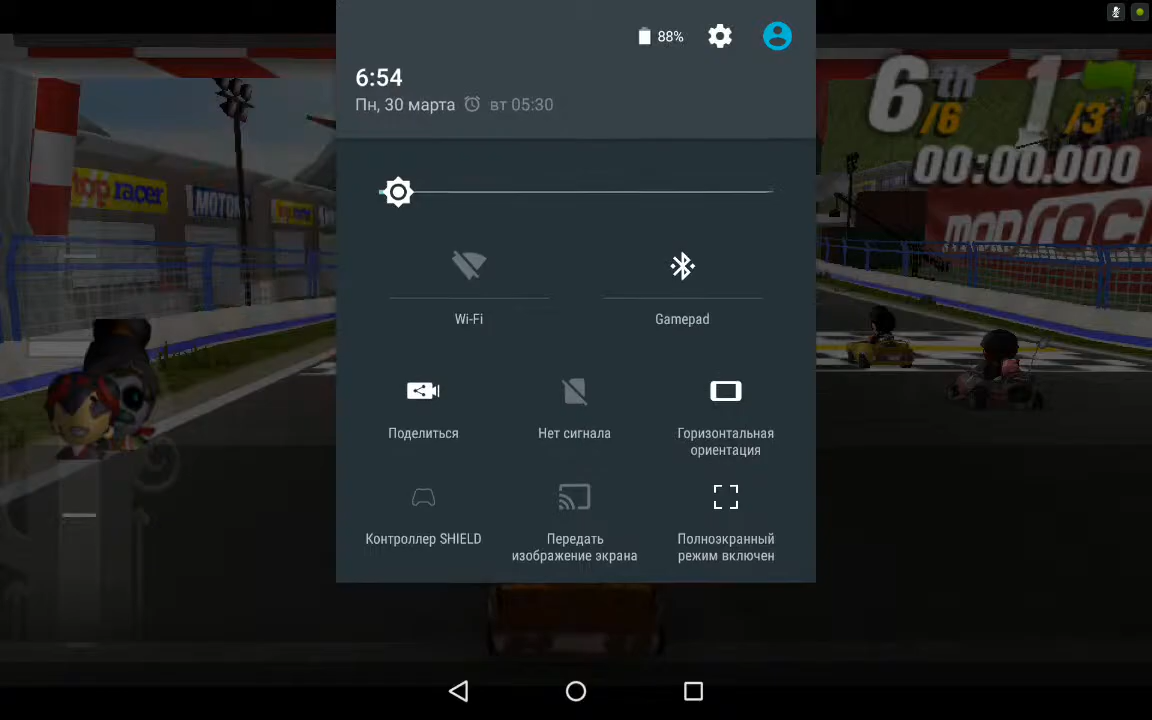 88%
6:54
Пн, 30 марта вт 05:30
6th/6 1/3
00:00.000
top racer
MOTORS
Wi-Fi
Gamepad
Поделиться
Нет сигнала
Горизонтальная
ориентация
Контроллер SHIELD
Передать
изображение экрана
Полноэкранный
режим включен